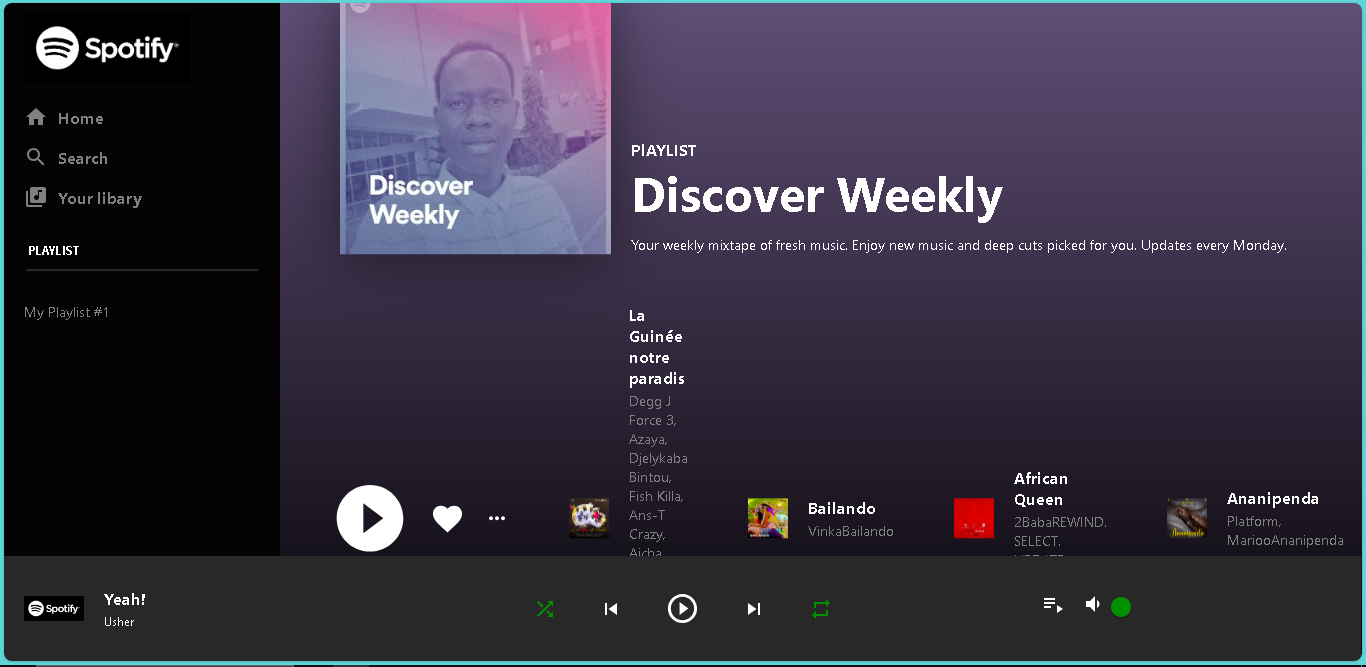 Spotify
Home
Search
Your libary
PLAYLIST
My Playlist #1
Discover
Weekly
PlAYLIST
Discover Weekly
Your weekly mixtape of fresh music. Enjoy new music and deep cuts picked for you. Updates every Monday.
La
Guinée
notre
paradis
Degg J
Force 3,
Azaya,
Djelykaba
Bintou,
Fish Killa,
Ans-T
Crazy,
Aicha
Bailando
VinkaBailando
African
Queen
2BabaREWIND.
SELECT.
Ananipenda
Platform,
MariooAnanipenda
Spotify
Yeah!
Usher